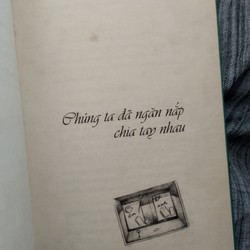 Chúng ta đã ngăn nắp
chia tay nhau